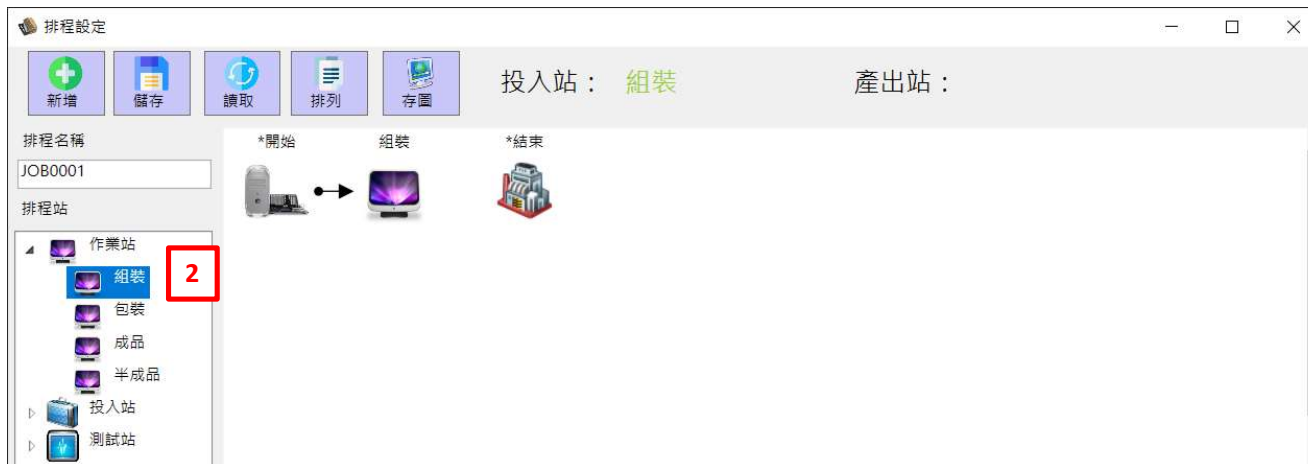 排程設定
新增 儲存 讀取 排列 存圖 投入站： 組裝 產出站：
排程名稱
JOB0001
排程站
作業站
組裝
包裝
成品
半成品
投入站
測試站
2
*開始 組裝 *結束